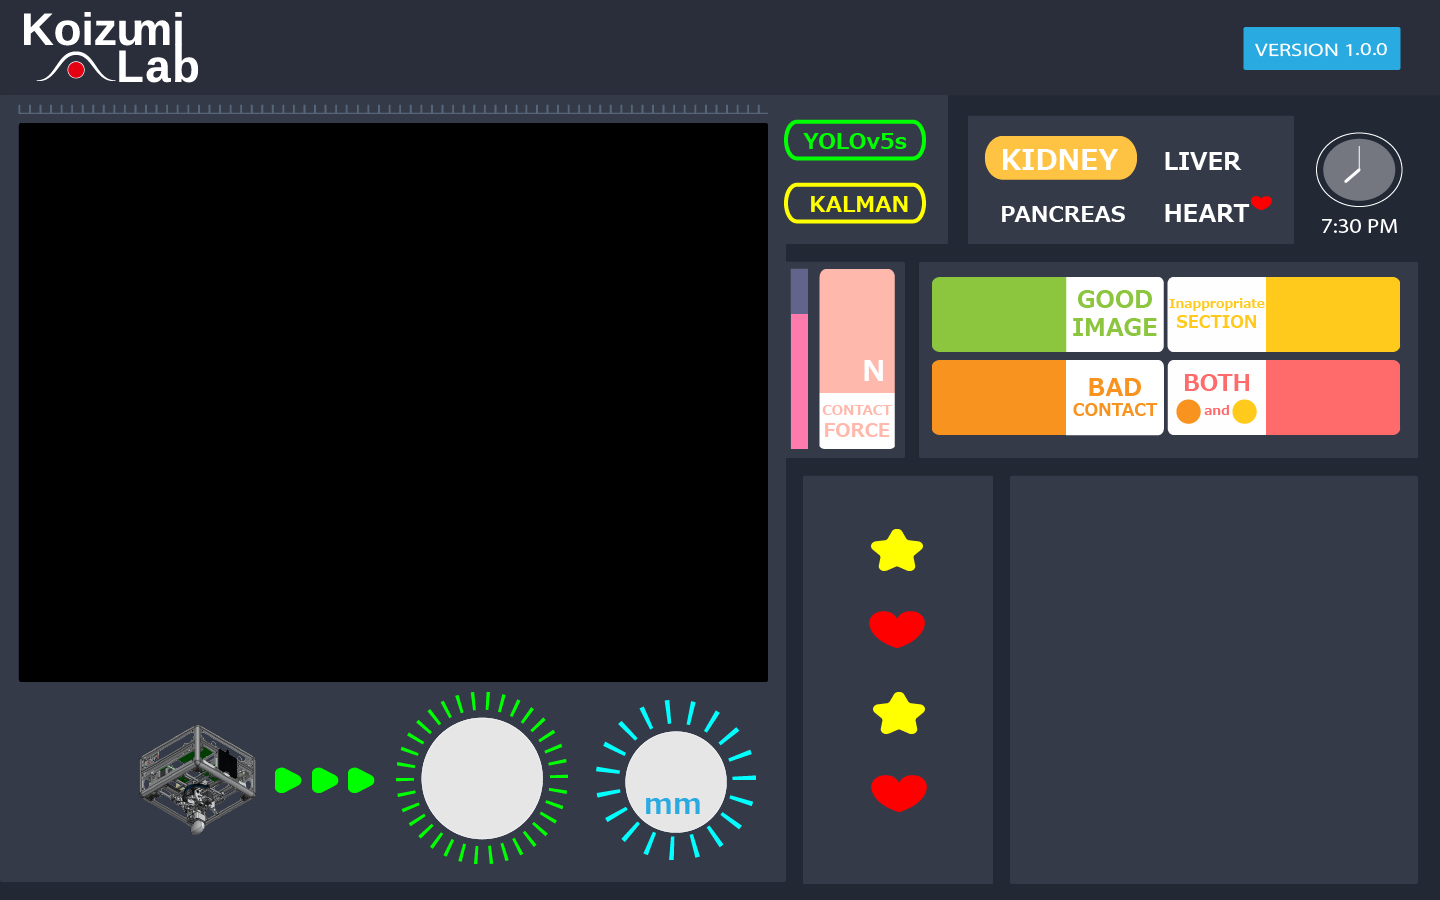 Koizumi
Lab
VERSION 1.0.0
YOLOv5s
KALMAN
KIDNEY
LIVER
PANCREAS
HEART
7:30 PM
N
CONTACT
FORCE
GOOD
IMAGE
Inappropriate
SECTION
BAD
CONTACT
BOTH
and
mm